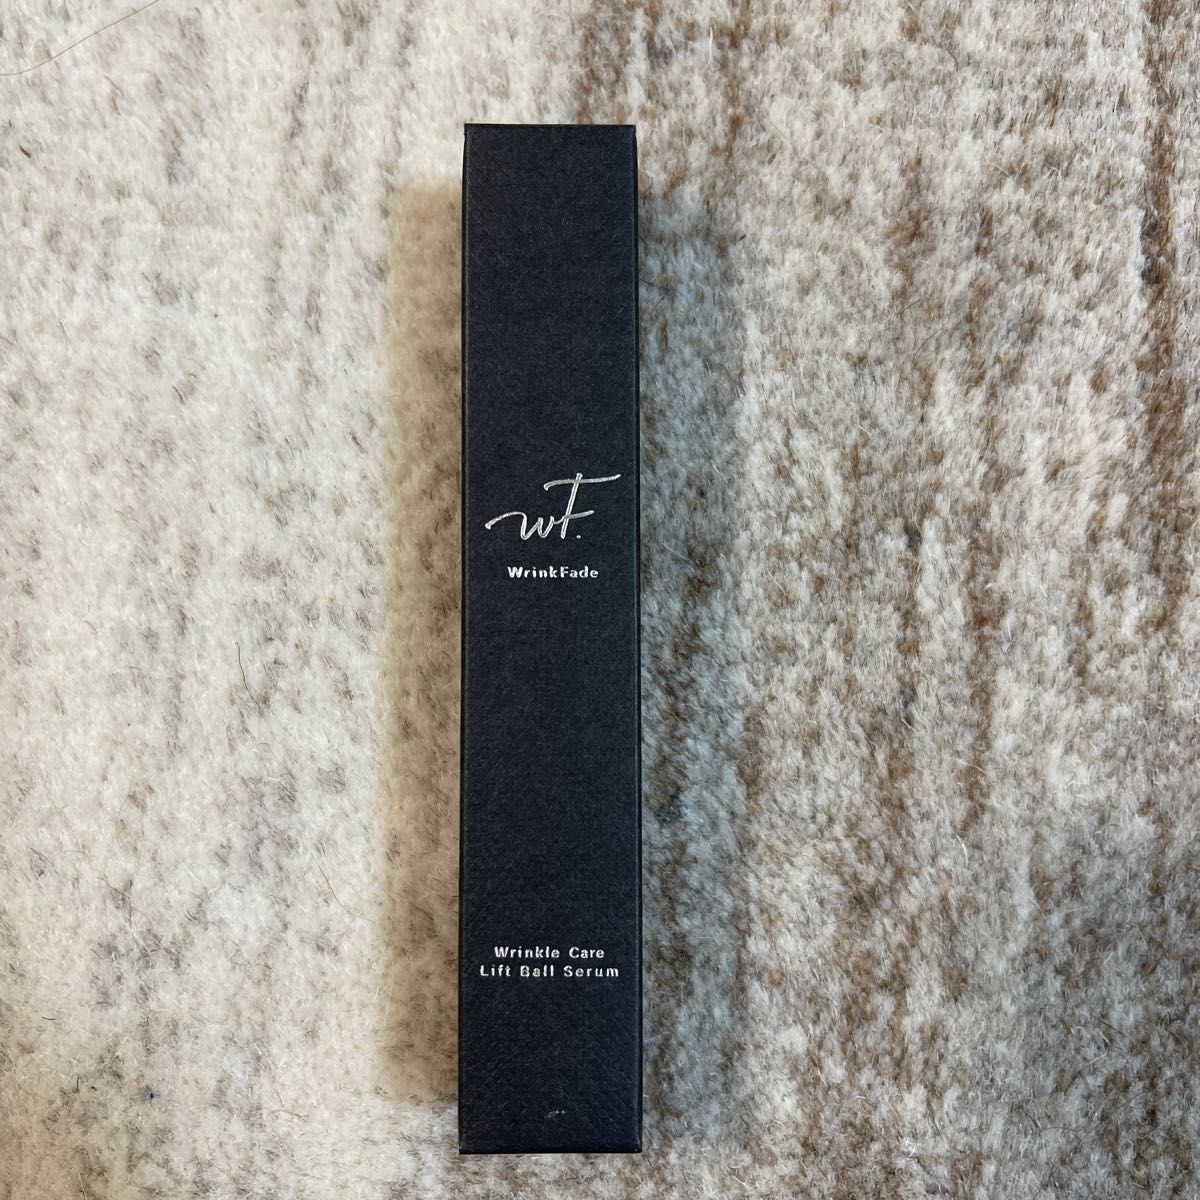 WF.
WrinkFade
Wrinkle Care
Lift Ball Serum